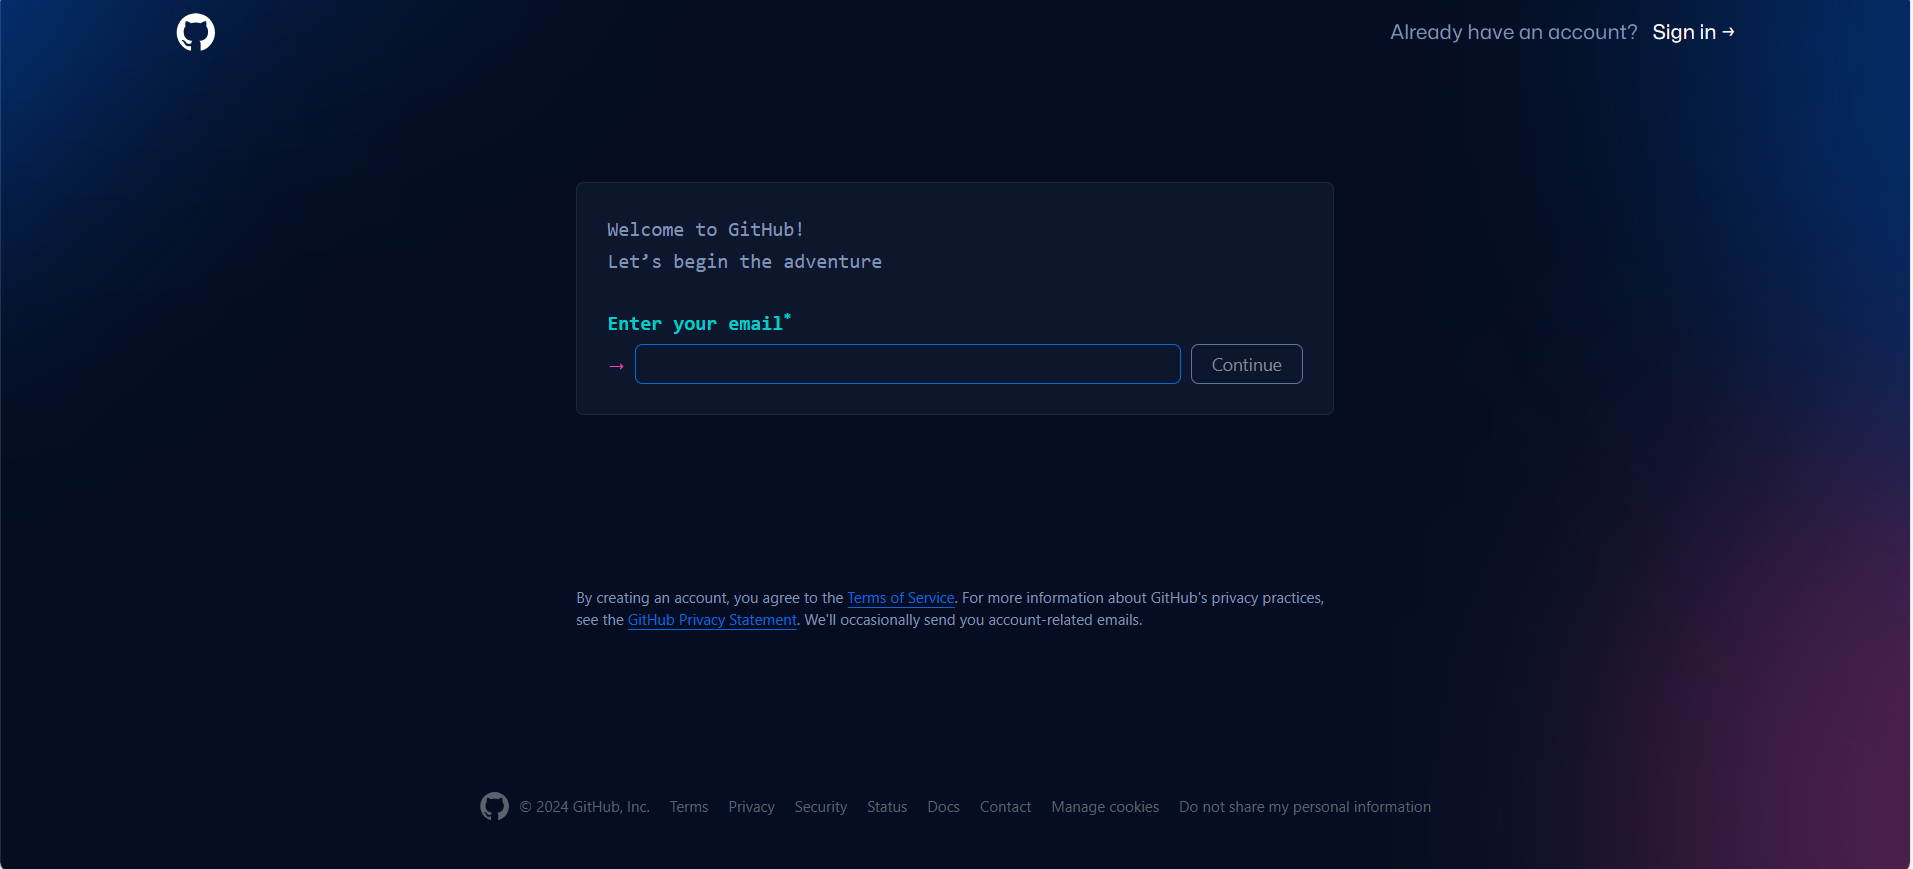 Already have an account? Sign in →
Welcome to GitHub!
Let’s begin the adventure
Enter your email*
→ Continue
By creating an account, you agree to the Terms of Service. For more information about GitHub's privacy practices,
see the GitHub Privacy Statement. We'll occasionally send you account-related emails.
© 2024 GitHub, Inc. Terms Privacy Security Status Docs Contact Manage cookies Do not share my personal information